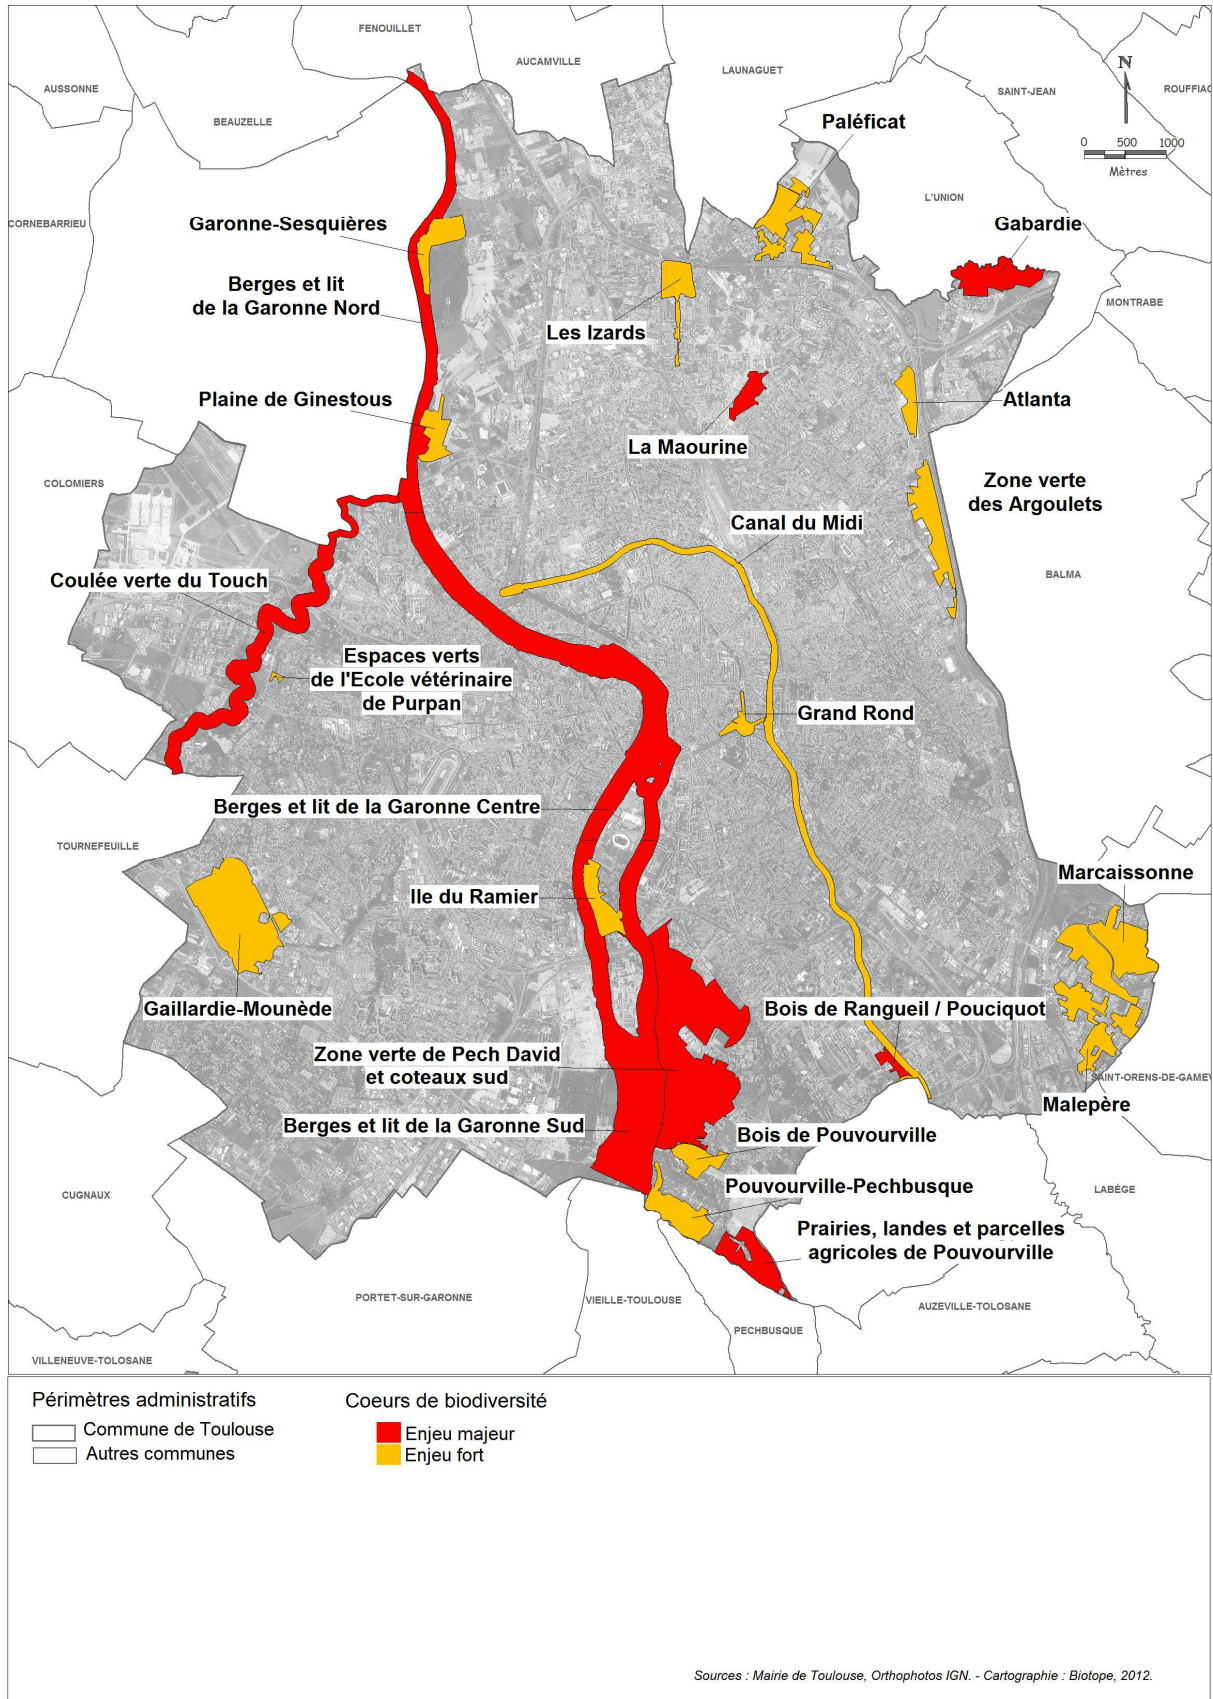 FENOUILLET
AUCAMVILLE
LAUNAGUET
SAINT-JEAN
ROUFFIAC
AUSSONNE
BEAUZELLE
N
0 500 1000
Mètres
Paléficat
L'UNION
CORNEBARRIEU
Garonne-Sesquières
Gabardie
Berges et lit
de la Garonne Nord
MONTRABE
Les Izards
Plaine de Ginestous
Atlanta
La Maourine
COLOMIERS
Zone verte
des Argoulets
Canal du Midi
Coulée verte du Touch
BALMA
Espaces verts
de l'Ecole vétérinaire
de Purpan
Grand Rond
Berges et lit de la Garonne Centre
TOURNEFEUILLE
Marcaissonne
Ile du Ramier
Gaillardie-Mounède
Bois de Rangueil / Pouciquot
Zone verte de Pech David
et coteaux sud
SAINT-ORENS-DE-GAMEV
Malepère
Berges et lit de la Garonne Sud
Bois de Pouvourville
CUGNAUX
Pouvourville-Pechbusque
LABÈGE
Prairies, landes et parcelles
agricoles de Pouvourville
PORTET-SUR-GARONNE
VIEILLE-TOULOUSE
AUZEVILLE-TOLOSANE
PECHBUSQUE
VILLENEUVE-TOLOSANE
Périmètres administratifs
Commune de Toulouse
Autres communes
Coeurs de biodiversité
Enjeu majeur
Enjeu fort
Sources : Mairie de Toulouse, Orthophotos IGN. - Cartographie : Biotope, 2012.